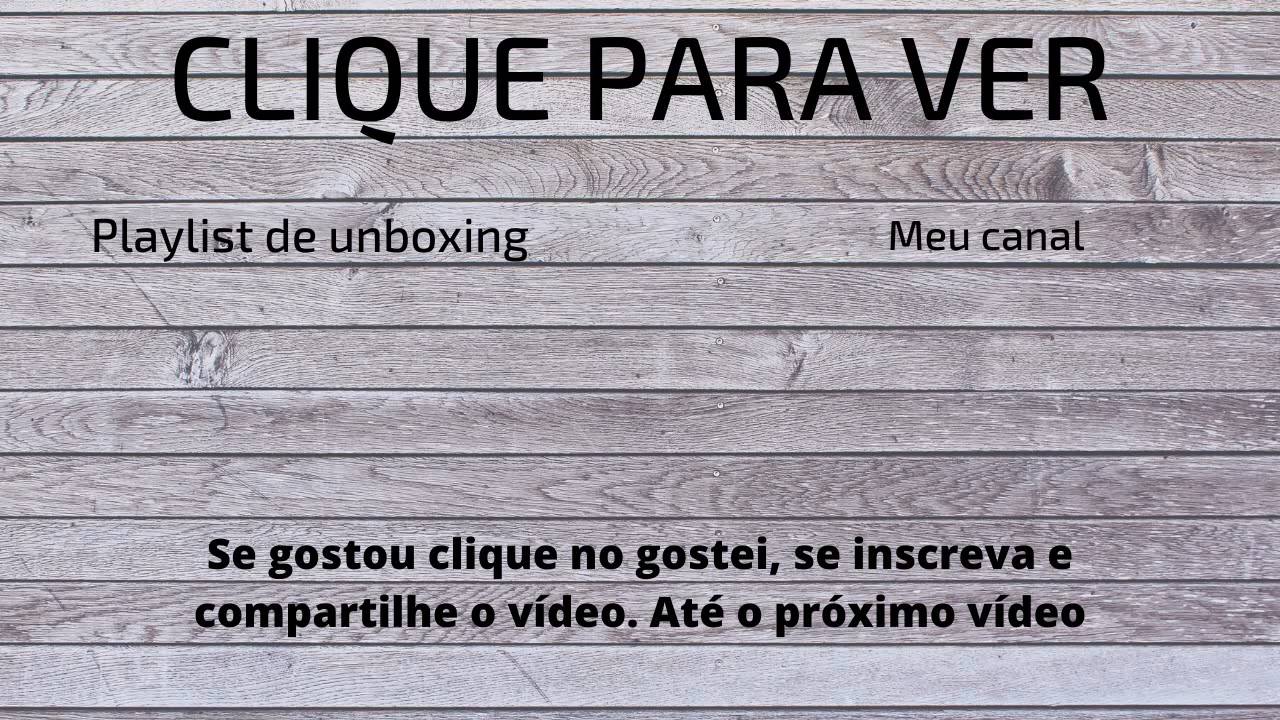 CLIQUE PARA VER
Playlist de unboxing
Meu canal
Se gostou clique no gostei, se inscreva e
compartilhe o vídeo. Até o próximo vídeo